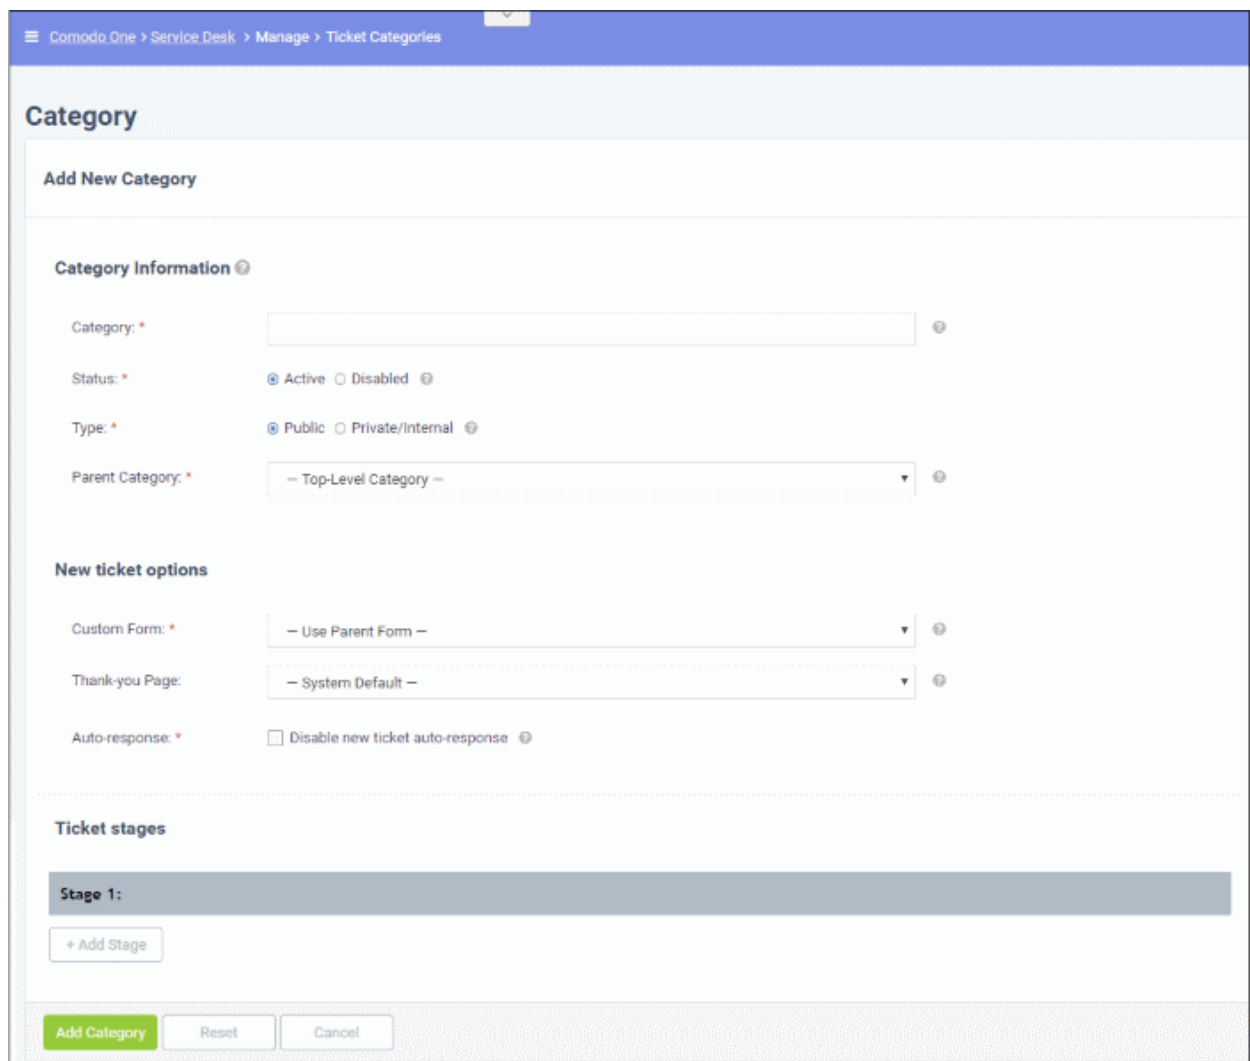 Comodo One > Service Desk > Manage > Ticket Categories
Category
Add New Category
Category Information
Category: *
Status: * Active Disabled
Type: * Public Private/Internal
Parent Category: * — Top-Level Category —
New ticket options
Custom Form: * — Use Parent Form —
Thank-you Page: — System Default —
Auto-response: * Disable new ticket auto-response
Ticket stages
Stage 1:
+ Add Stage
Add Category Reset Cancel